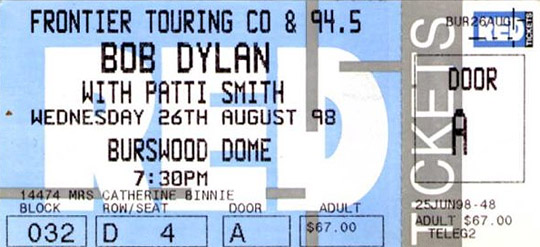 FRONTIER TOURING CO & 94.5
BOB DYLAN
WITH PATTI SMITH
WEDNESDAY 26TH AUGUST 98
BURSWOOD DOME
7:30PM
14474 MRS CATHERINE BINNIE
BLOCK ROW/SEAT DOOR ADULT
032 D 4 A $67.00
RED
TICKETS
BUR26AUG
RED
TICKETS
DOOR
A
25JUN98-48
ADULT $67.00
TELEG2